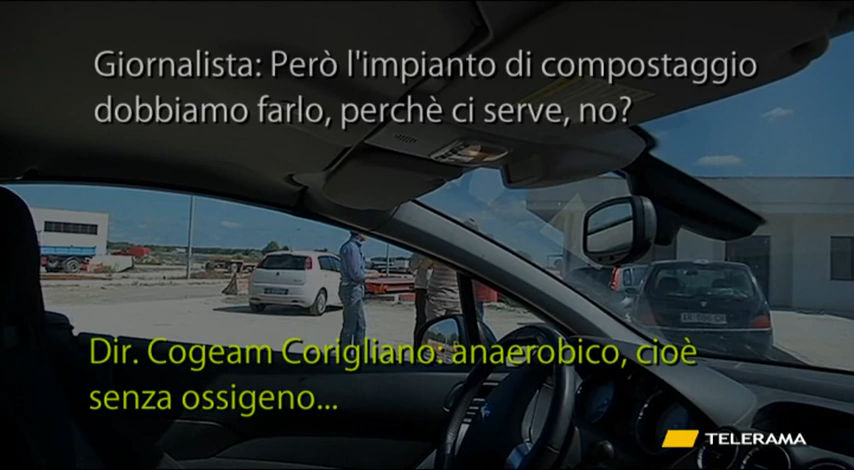 Giornalista: Però l'impianto di compostaggio
dobbiamo farlo, perchè ci serve, no?
Dir. Cogeam Corigliano: anaerobico, cioè
senza ossigeno...
TELERAMA